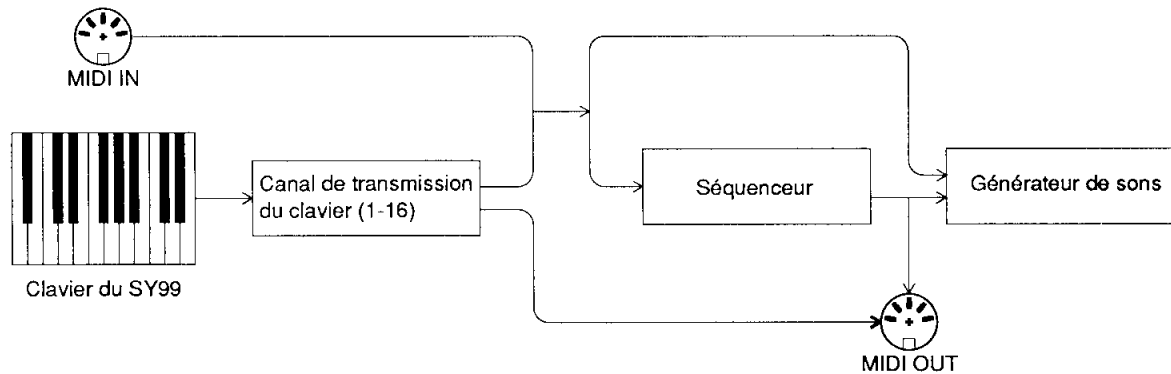 MIDI IN
Canal de transmission
du clavier (1-16)
Séquenceur
Générateur de sons
Clavier du SY99
MIDI OUT